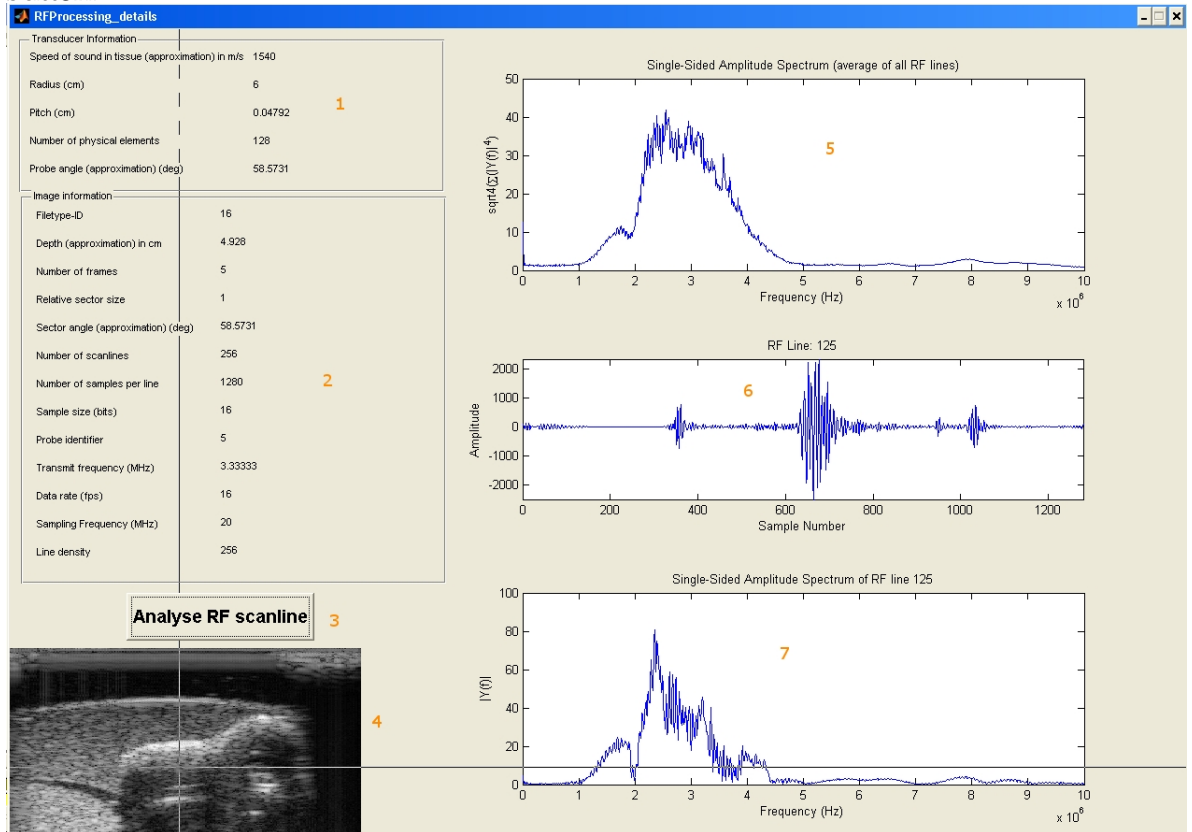 RFProcessing_details
Transducer Information
Speed of sound in tissue (approximation) in m/s 1540
Radius (cm) 6
Pitch (cm) 0.04792
Number of physical elements 128
Probe angle (approximation) (deg) 58.5731
1
Image information
Filetype-ID 16
Depth (approximation) in cm 4.928
Number of frames 5
Relative sector size 1
Sector angle (approximation) (deg) 58.5731
Number of scanlines 256
Number of samples per line 1280
Sample size (bits) 16
Probe identifier 5
Transmit frequency (MHz) 3.33333
Data rate (fps) 16
Sampling Frequency (MHz) 20
Line density 256
2
Analyse RF scanline
3
4
Single-Sided Amplitude Spectrum (average of all RF lines)
sqrt4(∑(|Y(f)|^4)
50
40
30
20
10
0
5
0 1 2 3 4 5 6 7 8 9 10
Frequency (Hz)
x 10^6
RF Line: 125
Amplitude
2000
1000
0
-1000
-2000
6
0 200 400 600 800 1000 1200
Sample Number
Single-Sided Amplitude Spectrum of RF line 125
|Y(f)|
100
80
60
40
20
0
7
0 1 2 3 4 5 6 7 8 9 10
Frequency (Hz)
x 10^6